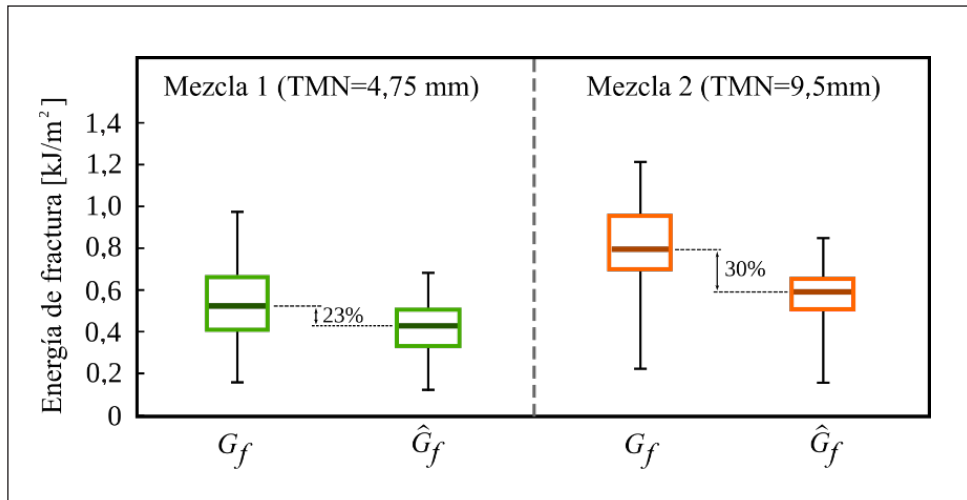 Mezcla 1 (TMN=4,75 mm)
Mezcla 2 (TMN=9,5mm)
Energía de fractura [kJ/m²]
1,4
1,2
1,0
0,8
0,6
0,4
0,2
0
23%
30%
G_f
Ĝ_f
G_f
Ĝ_f